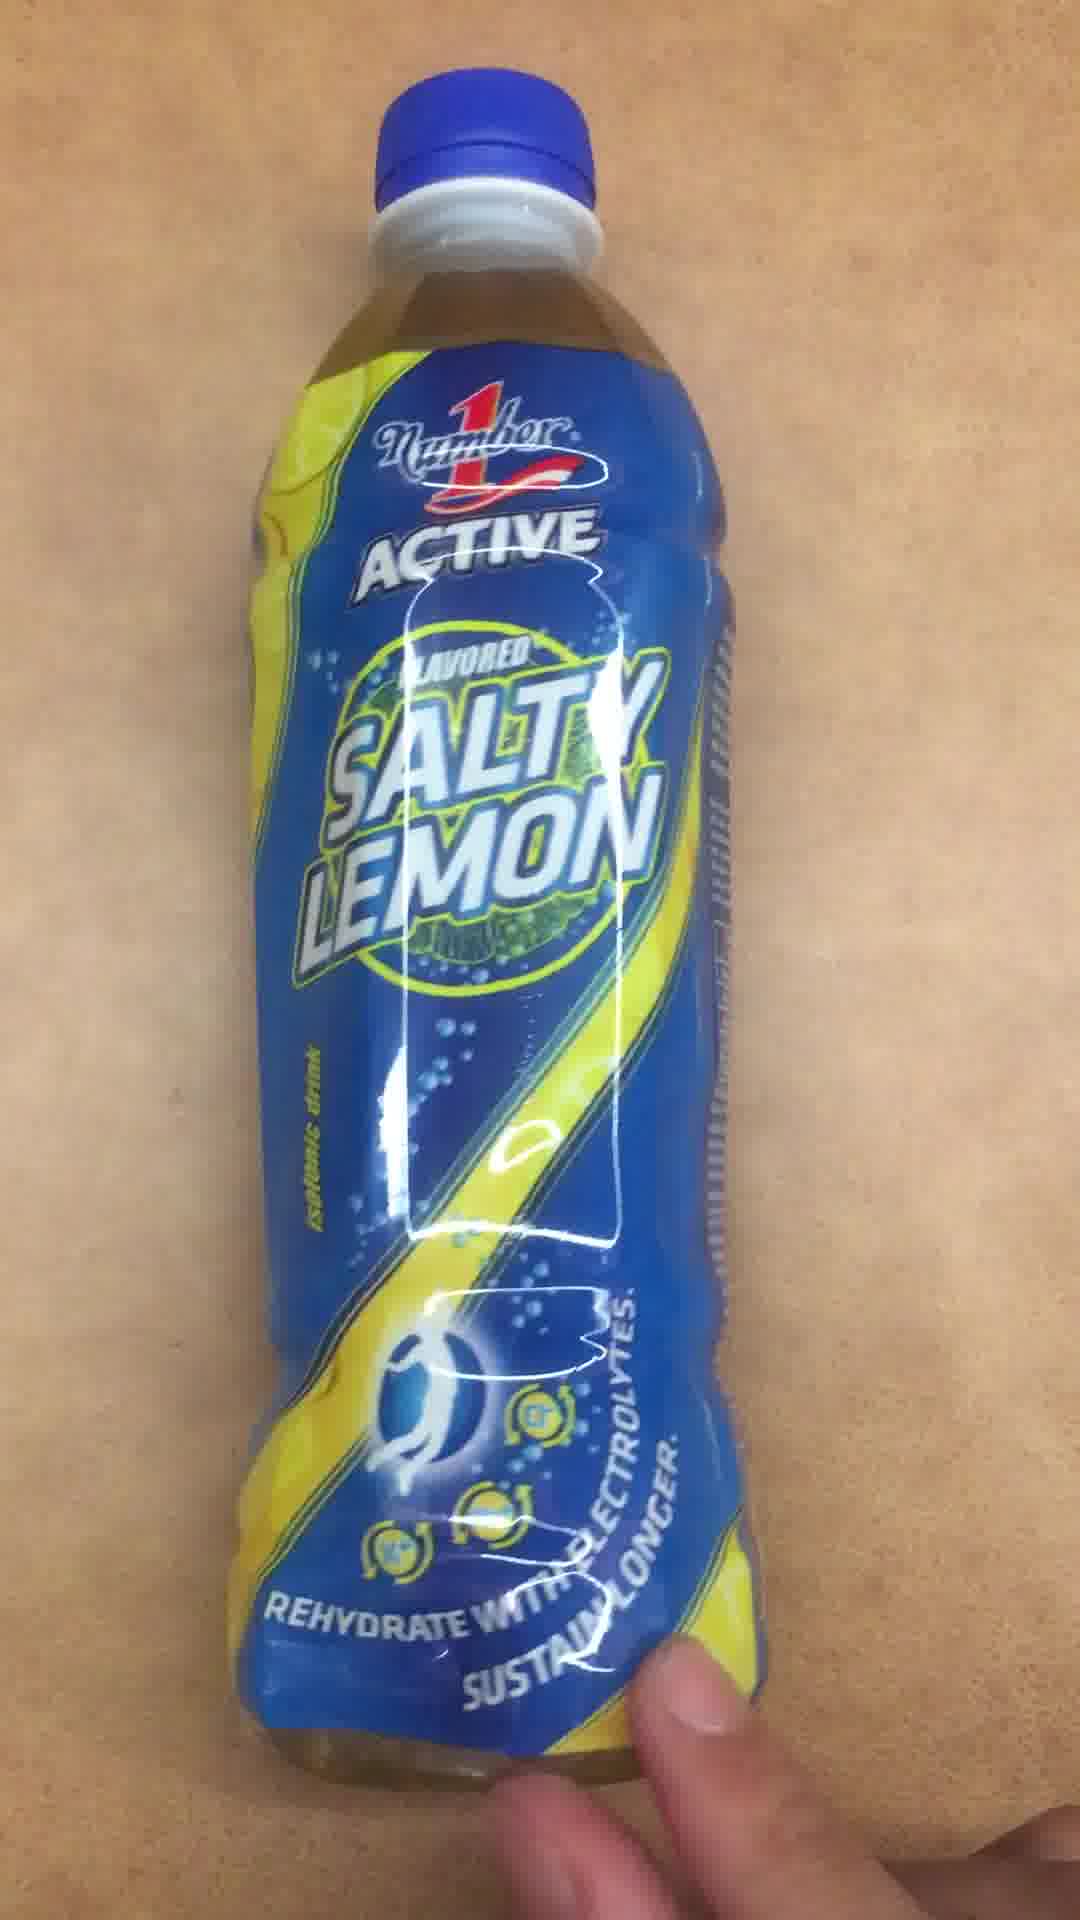 Number 1
ACTIVE
FLAVORED
SALTY
LEMON
isotonic drink
REHYDRATE WITH ELECTROLYTES.
SUSTAIN LONGER.